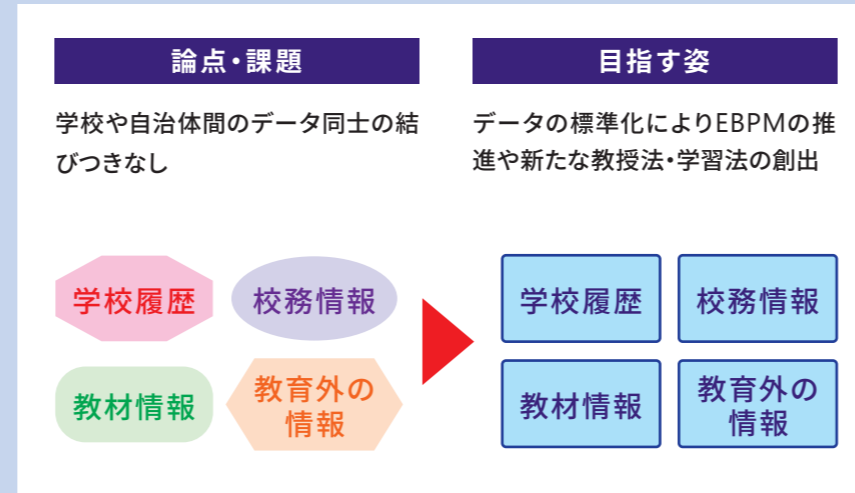 論点・課題
学校や自治体間のデータ同士の結
びつきなし
学校履歴
校務情報
教材情報
教育外の
情報
目指す姿
データの標準化によりEBPMの推
進や新たな教授法・学習法の創出
学校履歴
校務情報
教材情報
教育外の
情報